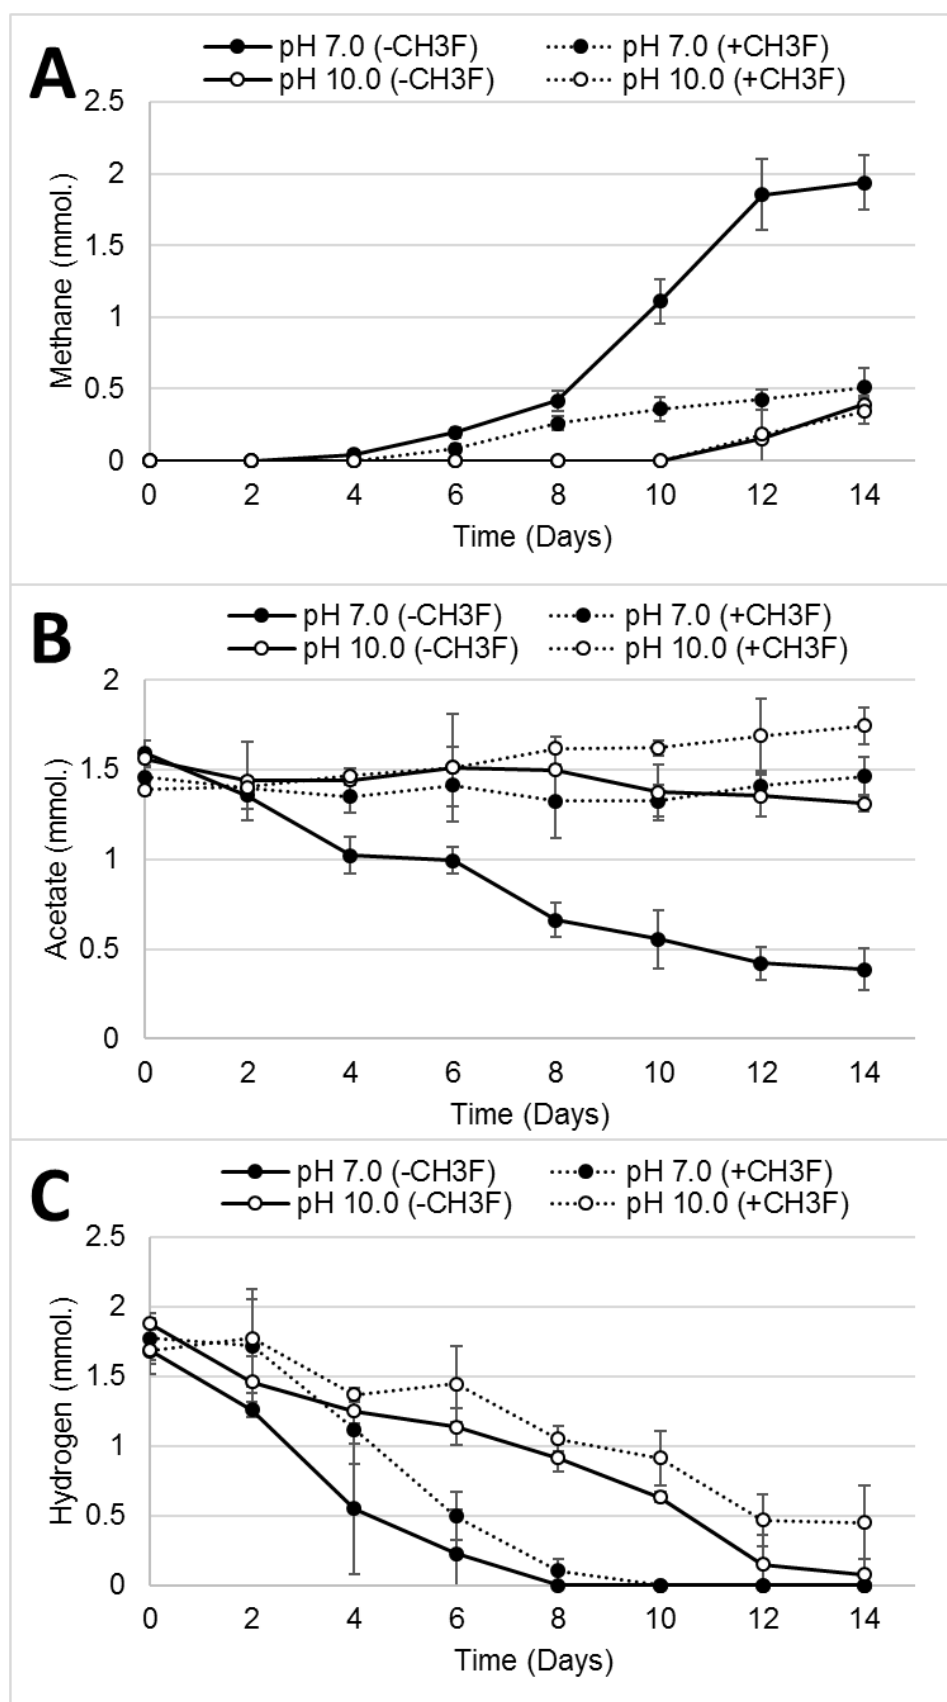 A
pH 7.0 (-CH3F) pH 7.0 (+CH3F)
pH 10.0 (-CH3F) pH 10.0 (+CH3F)
2.5
2
1.5
1
0.5
0
Methane (mmol.)
0 2 4 6 8 10 12 14
Time (Days)
B
pH 7.0 (-CH3F) pH 7.0 (+CH3F)
pH 10.0 (-CH3F) pH 10.0 (+CH3F)
2
1.5
1
0.5
0
Acetate (mmol.)
0 2 4 6 8 10 12 14
Time (Days)
C
pH 7.0 (-CH3F) pH 7.0 (+CH3F)
pH 10.0 (-CH3F) pH 10.0 (+CH3F)
2.5
2
1.5
1
0.5
0
Hydrogen (mmol.)
0 2 4 6 8 10 12 14
Time (Days)